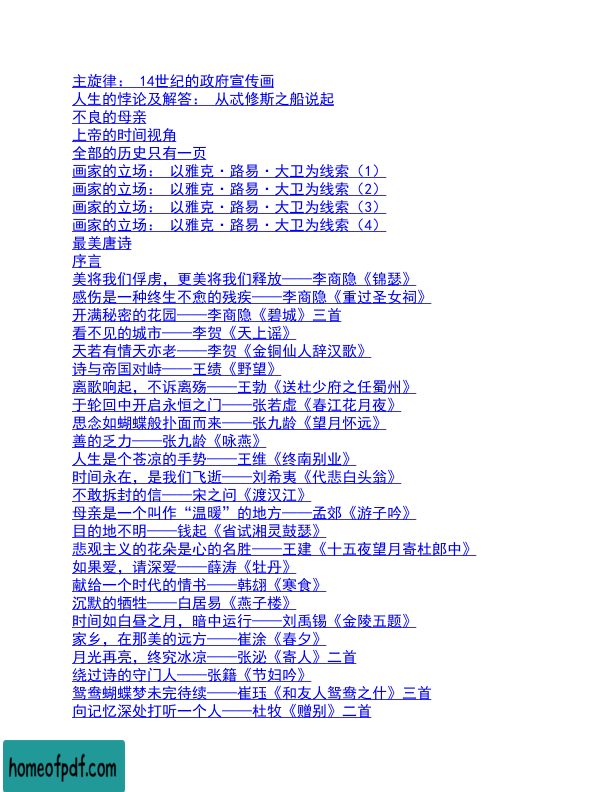 主旋律： 14世纪的政府宣传画
人生的悖论及解答： 从忒修斯之船说起
不良的母亲
上帝的时间视角
全部的历史只有一页
画家的立场： 以雅克·路易·大卫为线索（1）
画家的立场： 以雅克·路易·大卫为线索（2）
画家的立场： 以雅克·路易·大卫为线索（3）
画家的立场： 以雅克·路易·大卫为线索（4）
最美唐诗
序言
美将我们俘虏，更美将我们释放——李商隐《锦瑟》
感伤是一种终生不愈的残疾——李商隐《重过圣女祠》
开满秘密的花园——李商隐《碧城》三首
看不见的城市——李贺《天上谣》
天若有情天亦老——李贺《金铜仙人辞汉歌》
诗与帝国对峙——王绩《野望》
离歌响起，不诉离殇——王勃《送杜少府之任蜀州》
于轮回中开启永恒之门——张若虚《春江花月夜》
思念如蝴蝶般扑面而来——张九龄《望月怀远》
善的乏力——张九龄《咏燕》
人生是个苍凉的手势——王维《终南别业》
时间永在，是我们飞逝——刘希夷《代悲白头翁》
不敢拆封的信——宋之问《渡汉江》
母亲是一个叫作“温暖”的地方——孟郊《游子吟》
目的地不明——钱起《省试湘灵鼓瑟》
悲观主义的花朵是心的名胜——王建《十五夜望月寄杜郎中》
如果爱，请深爱——薛涛《牡丹》
献给一个时代的情书——韩翃《寒食》
沉默的牺牲——白居易《燕子楼》
时间如白昼之月，暗中运行——刘禹锡《金陵五题》
家乡，在那美的远方——崔涂《春夕》
月光再亮，终究冰凉——张泌《寄人》二首
绕过诗的守门人——张籍《节妇吟》
鸳鸯蝴蝶梦未完待续——崔珏《和友人鸳鸯之什》三首
向记忆深处打听一个人——杜牧《赠别》二首
homeofpdf.com